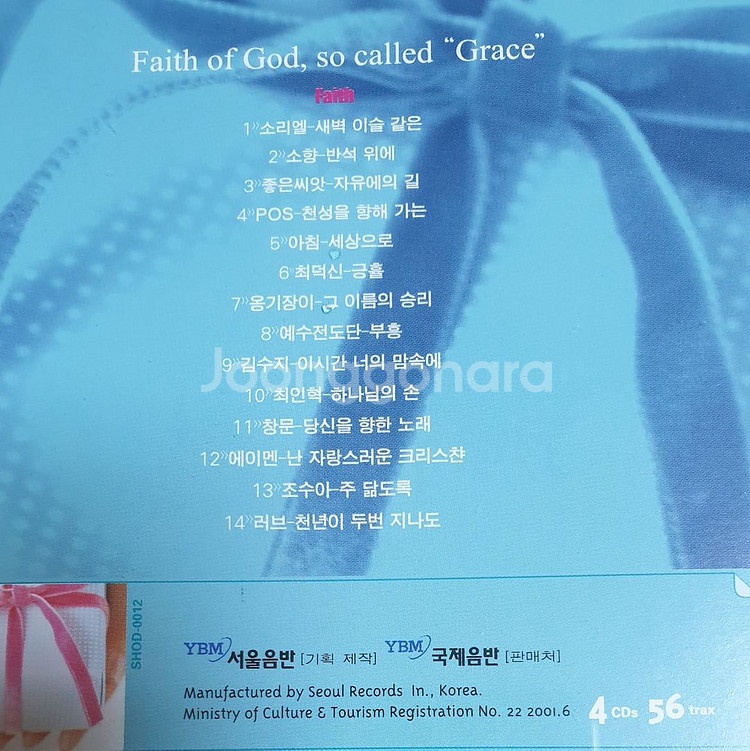 Faith of God, so called “Grace”
Faith
1»소리엘-새벽 이슬 같은
2»소향-반석 위에
3»좋은씨앗-자유에의 길
4»POS-천성을 향해 가는
5»아침-세상으로
6»최덕신-긍휼
7»옹기장이-그 이름의 승리
8»예수전도단-부흥
9»김수지-이시간 너의 맘속에
Joonggonara
10»최인혁-하나님의 손
11»창문-당신을 향한 노래
12»에이멘-난 자랑스러운 크리스챤
13»조수아-주 닮도록
14»러브-천년이 두번 지나도
SHOD-0012
YBM 서울음반 [기획 제작] YBM 국제음반 [판매처]
Manufactured by Seoul Records In., Korea.
Ministry of Culture & Tourism Registration No. 22 2001.6
4 CDs 56 trax